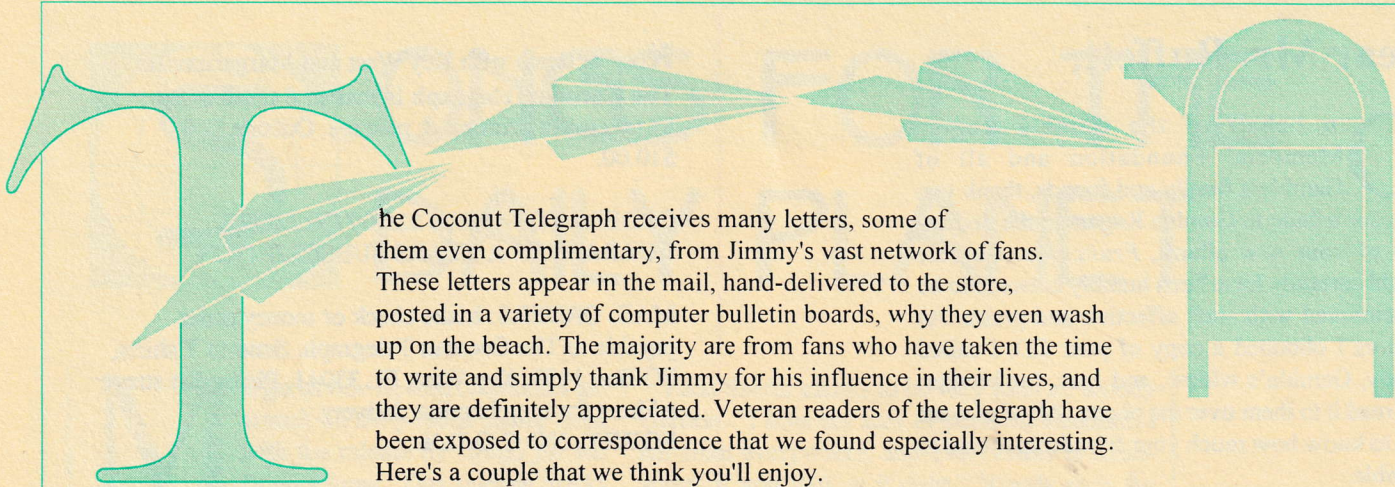 The Coconut Telegraph receives many letters, some of
them even complimentary, from Jimmy's vast network of fans.
These letters appear in the mail, hand-delivered to the store,
posted in a variety of computer bulletin boards, why they even wash
up on the beach. The majority are from fans who have taken the time
to write and simply thank Jimmy for his influence in their lives, and
they are definitely appreciated. Veteran readers of the telegraph have
been exposed to correspondence that we found especially interesting.
Here's a couple that we think you'll enjoy.